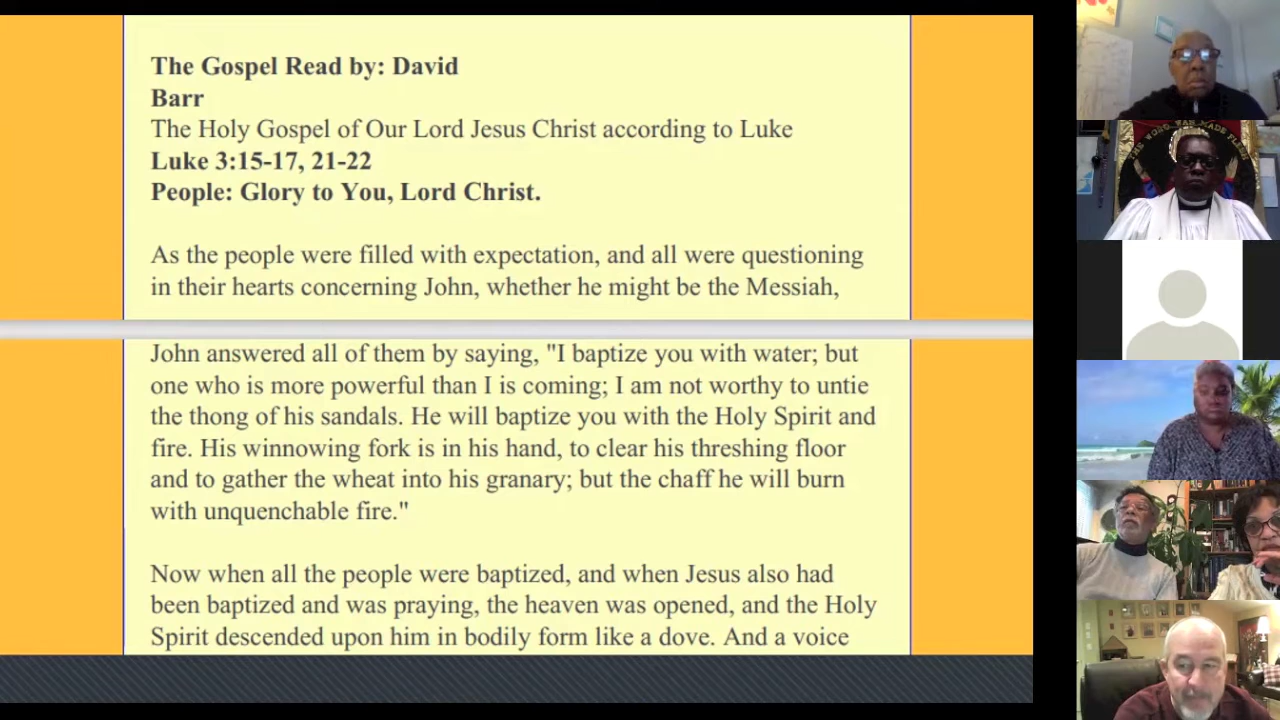 The Gospel Read by: David
Barr
The Holy Gospel of Our Lord Jesus Christ according to Luke
Luke 3:15-17, 21-22
People: Glory to You, Lord Christ.
As the people were filled with expectation, and all were questioning
in their hearts concerning John, whether he might be the Messiah,
John answered all of them by saying, "I baptize you with water; but
one who is more powerful than I is coming; I am not worthy to untie
the thong of his sandals. He will baptize you with the Holy Spirit and
fire. His winnowing fork is in his hand, to clear his threshing floor
and to gather the wheat into his granary; but the chaff he will burn
with unquenchable fire."
Now when all the people were baptized, and when Jesus also had
been baptized and was praying, the heaven was opened, and the Holy
Spirit descended upon him in bodily form like a dove. And a voice
THE WORD WAS MADE FLESH